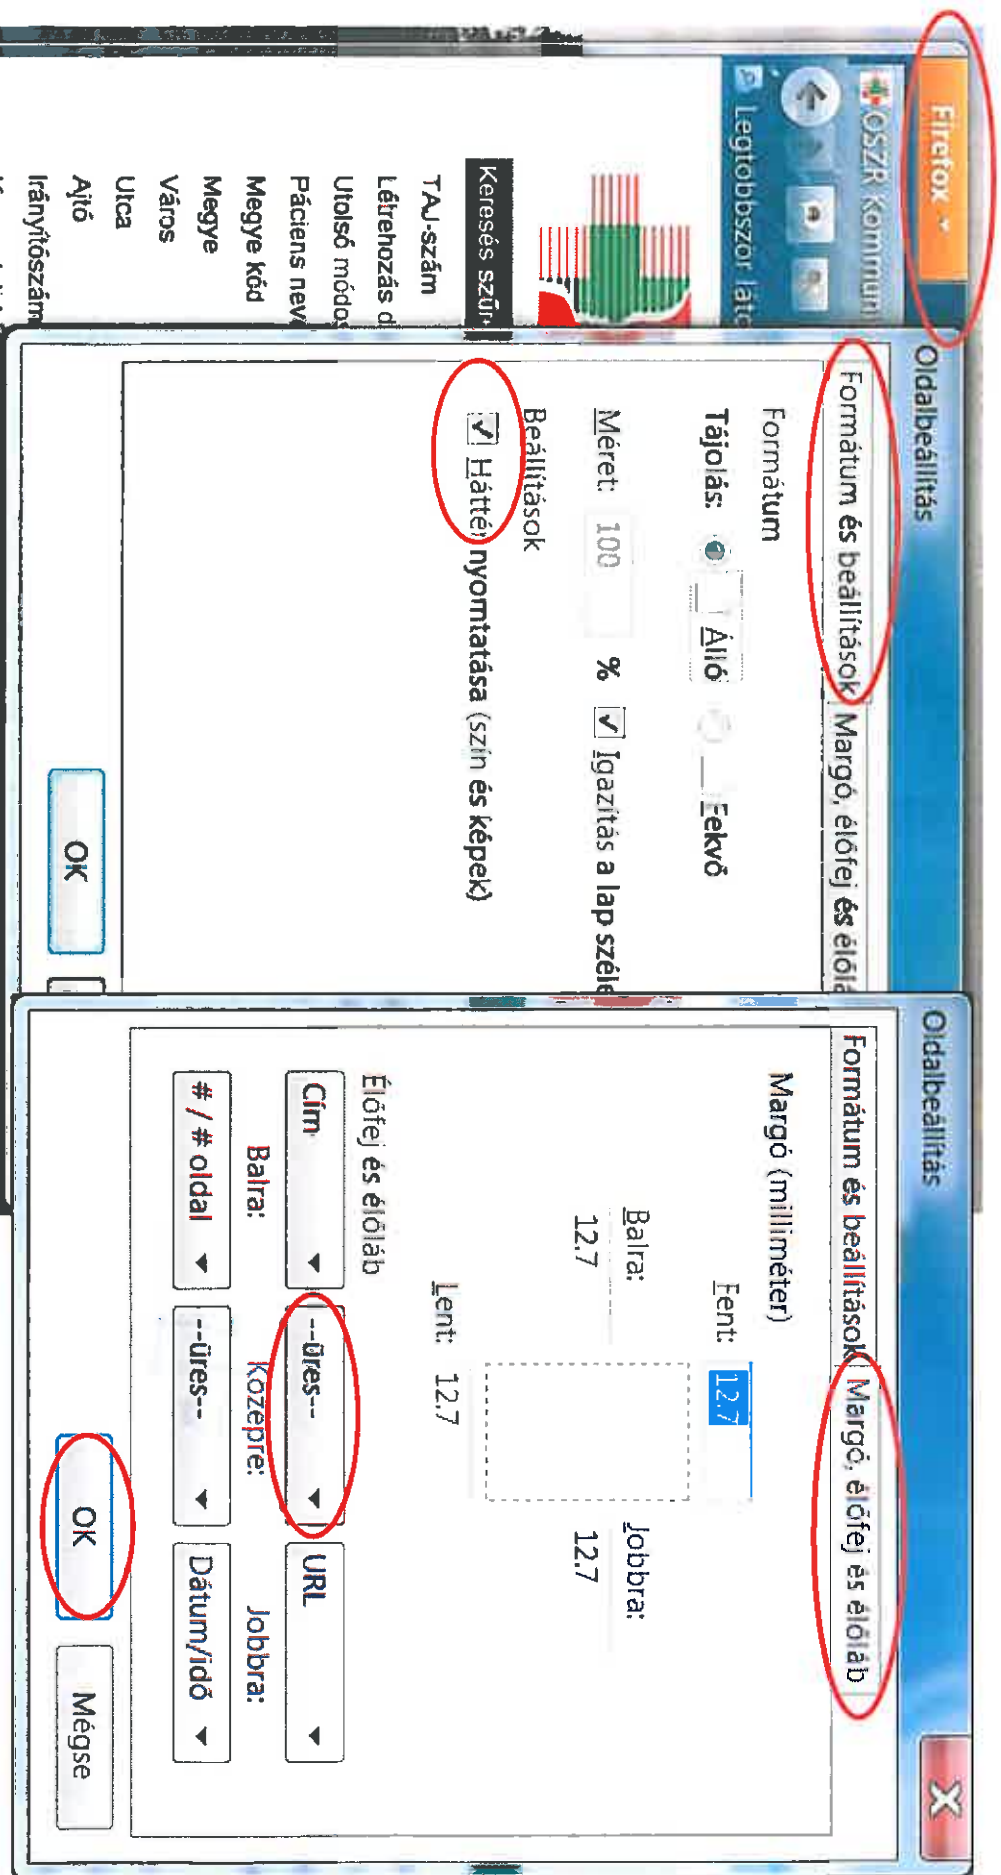 Firefox
OSZR Kommuni
Legtöbbször láto
Keresés szűr
TAJ-szám
Létrehozás d
Utolsó módos
Páciens nev
Megye kód
Megye
Város
Utca
Ajtó
Irányítószám
Oldalbeállítás
Formátum és beállítások Margó, élőfej és élőlá
Formátum
Tájolás: Álló Fekvő
Méret: 100 % Igazítás a lap széle
Beállítások
Háttér nyomtatása (szín és képek)
OK
Oldalbeállítás
Formátum és beállítások Margó, élőfej és élőláb
Margó (milliméter)
Fent: 12.7
Balra: Jobbra:
12.7 12.7
Lent: 12.7
Élőfej és élőláb
Cím --üres-- URL
Balra: Középre: Jobbra:
# / # oldal --üres-- Dátum/idő
OK Mégse